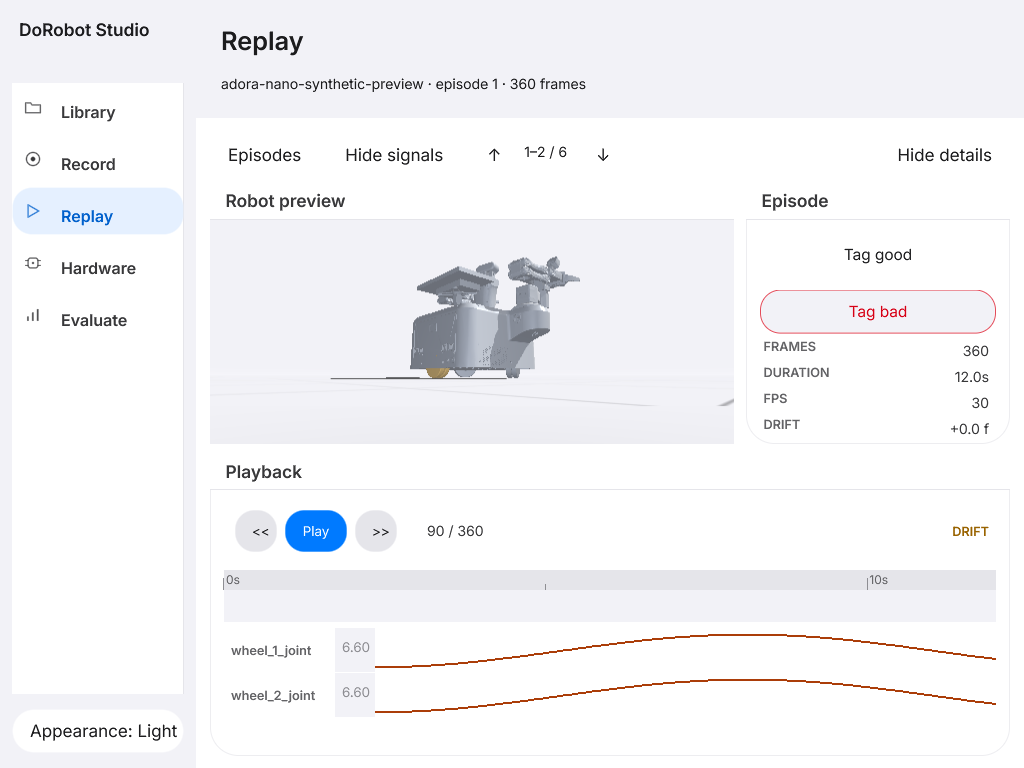 DoRobot Studio
Library
Record
Replay
Hardware
Evaluate
Appearance: Light
Replay
adora-nano-synthetic-preview · episode 1 · 360 frames
Episodes
Hide signals
↑
1–2 / 6
↓
Hide details
Robot preview
Episode
Tag good
Tag bad
FRAMES 360
DURATION 12.0s
FPS 30
DRIFT +0.0 f
Playback
<<
Play
>>
90 / 360
DRIFT
0s
10s
wheel_1_joint 6.60
wheel_2_joint 6.60